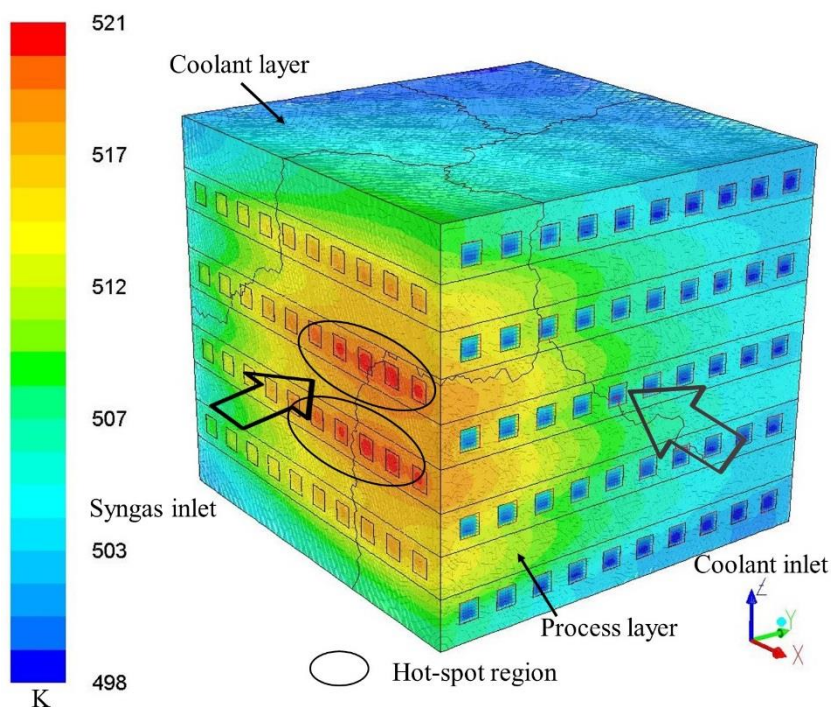 521
517
512
507
503
498
K
Coolant layer
Syngas inlet
Coolant inlet
Process layer
Hot-spot region
Z
Y
X